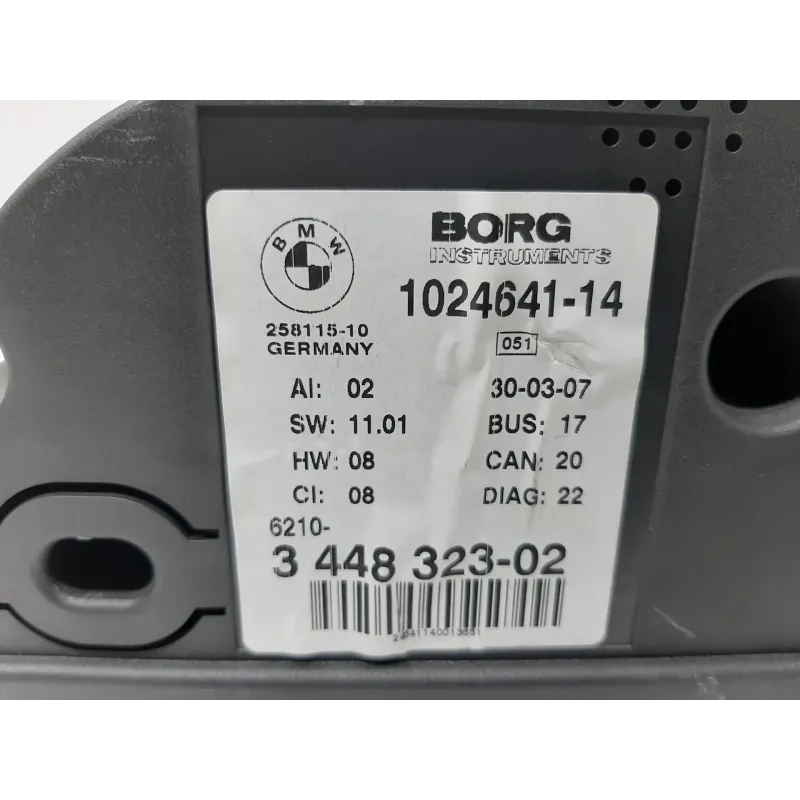 BMW
BORG
INSTRUMENTS
1024641-14
258115-10
GERMANY
051
AI: 02 30-03-07
SW: 11.01 BUS: 17
HW: 08 CAN: 20
CI: 08 DIAG: 22
6210-
3 448 323-02